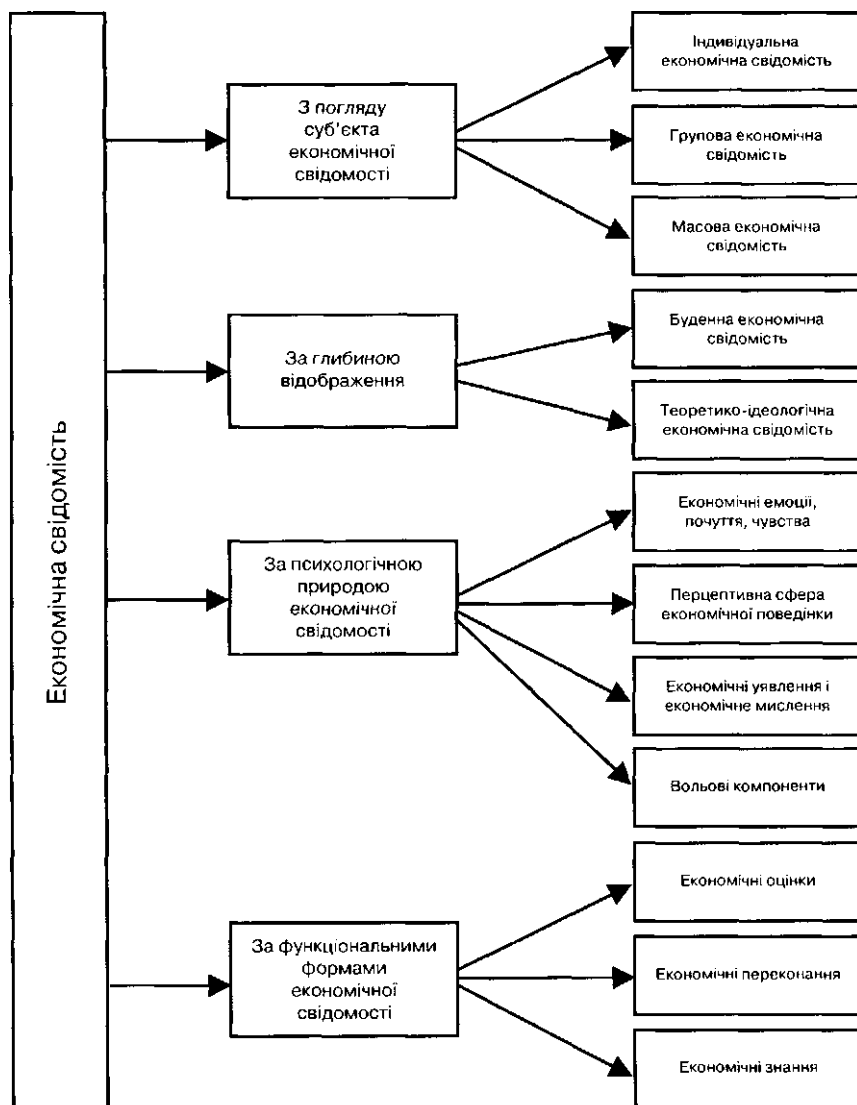 Економічна свідомість
З погляду
суб'єкта
економічної
свідомості
Індивідуальна
економічна свідомість
Групова економічна
свідомість
Масова економічна
свідомість
За глибиною
відображення
Буденна економічна
свідомість
Теоретико-ідеологічна
економічна свідомість
За психологічною
природою
економічної
свідомості
Економічні емоції,
почуття, чувства
Перцептивна сфера
економічної поведінки
Економічні уявлення і
економічне мислення
Вольові компоненти
За функціональними
формами
економічної
свідомості
Економічні оцінки
Економічні переконання
Економічні знання